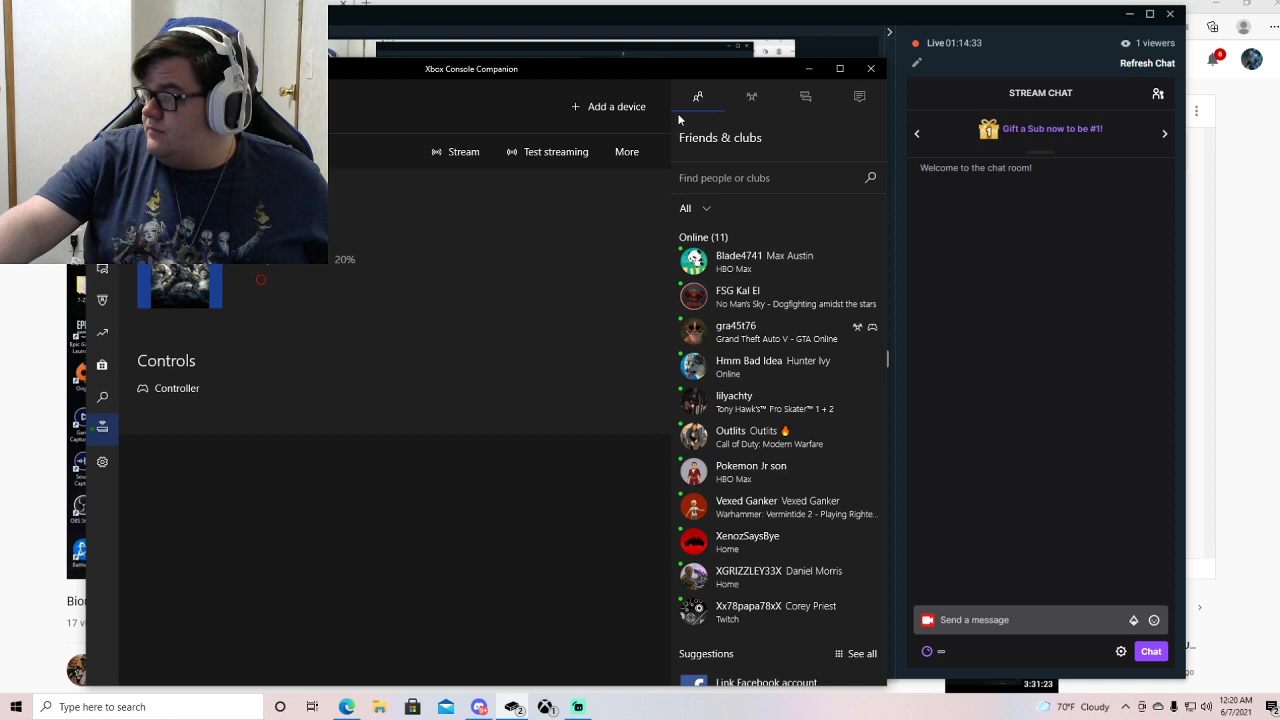 Live 01:14:33
1 viewers
Refresh Chat
6
Xbox Console Companion
Add a device
STREAM CHAT
Gift a Sub now to be #1!
Friends & clubs
Stream
Test streaming
More
Welcome to the chat room!
Find people or clubs
All
Online (11)
Blade4741 Max Austin
HBO Max
20%
FSG Kal El
No Man's Sky - Dogfighting amidst the stars
gra45t76
Grand Theft Auto V - GTA Online
Controls
Hmm Bad Idea Hunter Ivy
Online
Controller
lilyachty
Tony Hawk's™ Pro Skater™ 1 + 2
Outlits Outlits 🔥
Call of Duty: Modern Warfare
Pokemon Jr son
HBO Max
Vexed Ganker Vexed Ganker
Warhammer: Vermintide 2 - Playing Righte...
XenozSaysBye
Home
XGRIZZLEY33X Daniel Morris
Home
Xx78papa78xX Corey Priest
Twitch
Send a message
Suggestions
See all
Chat
Link Facebook account
3:31:23
Type here to search
70°F Cloudy
12:20 AM
6/7/2021